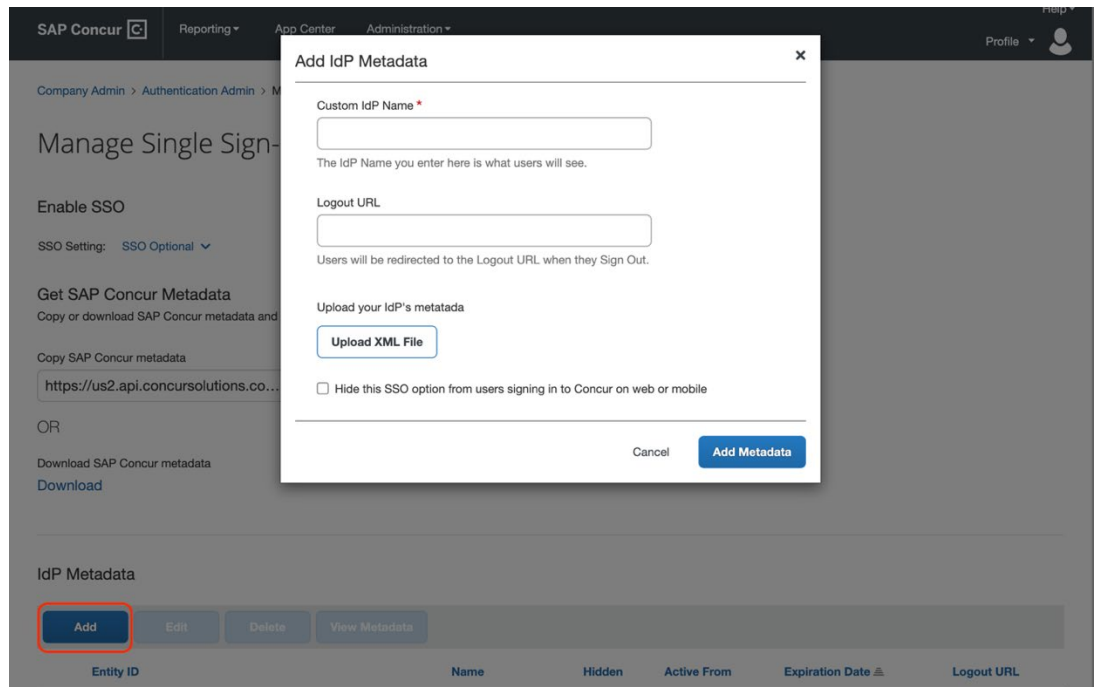 Help
SAP Concur C
Reporting
App Center
Administration
Profile
Company Admin > Authentication Admin > M
Manage Single Sign-
Enable SSO
SSO Setting: SSO Optional
Get SAP Concur Metadata
Copy or download SAP Concur metadata and
Copy SAP Concur metadata
https://us2.api.concursolutions.co...
OR
Download SAP Concur metadata
Download
Add IdP Metadata
Custom IdP Name *
The IdP Name you enter here is what users will see.
Logout URL
Users will be redirected to the Logout URL when they Sign Out.
Upload your IdP's metatada
Upload XML File
Hide this SSO option from users signing in to Concur on web or mobile
Cancel
Add Metadata
IdP Metadata
Add
Edit
Delete
View Metadata
Entity ID
Name
Hidden
Active From
Expiration Date
Logout URL